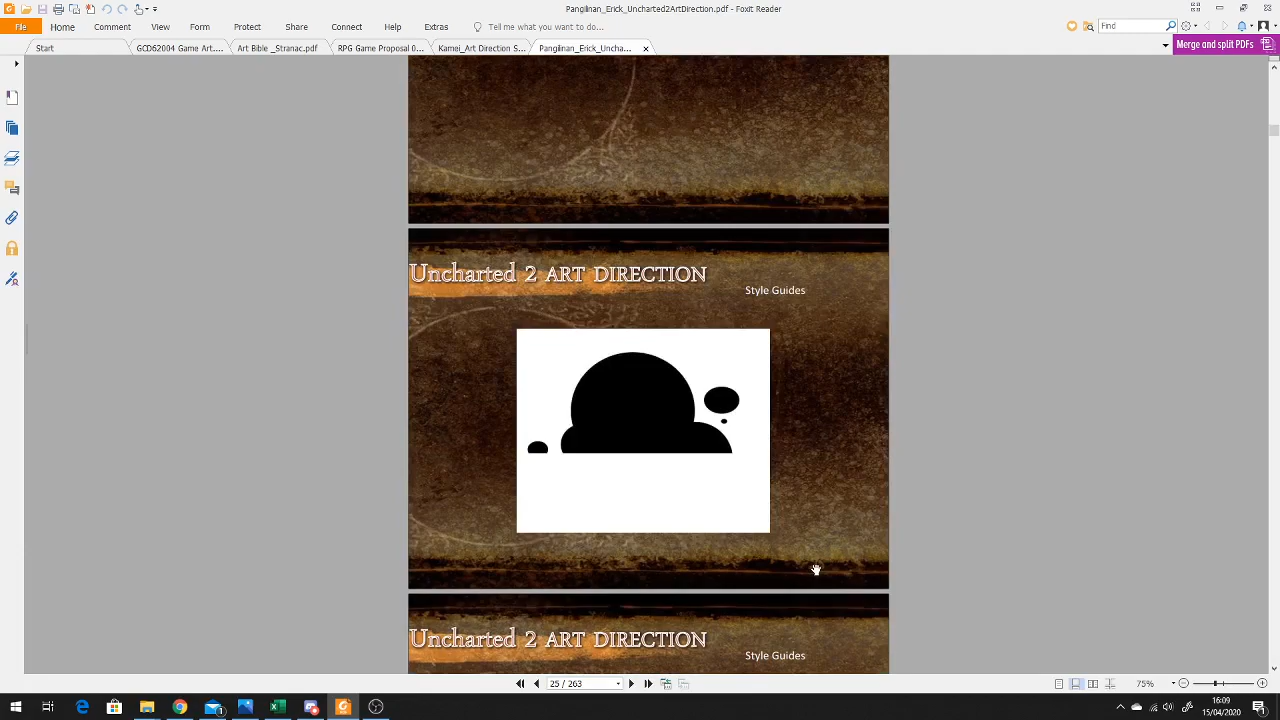 Pangilinan_Erick_Uncharted2ArtDirection.pdf - Foxit Reader
File Home Comment View Form Protect Share Connect Help Extras Tell me what you want to do... Find
Start GCD62004 Game Art.... Art Bible _Stranac.pdf RPG Game Proposal 0... Kamei_Art Direction S... Pangilinan_Erick_Uncha... Merge and split PDFs
Uncharted 2 ART DIRECTION
Style Guides
Uncharted 2 ART DIRECTION
Style Guides
25 / 263 75%
16:09
15/04/2020